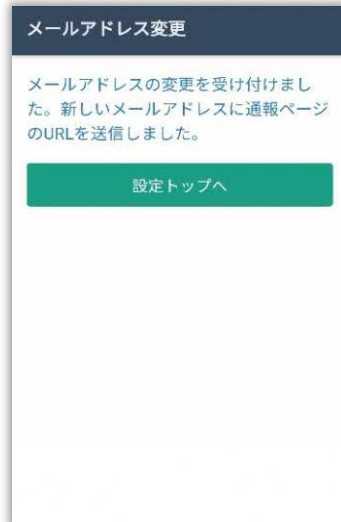 メールアドレス変更
メールアドレスの変更を受け付けまし
た。新しいメールアドレスに通報ページ
のURLを送信しました。
設定トップへ